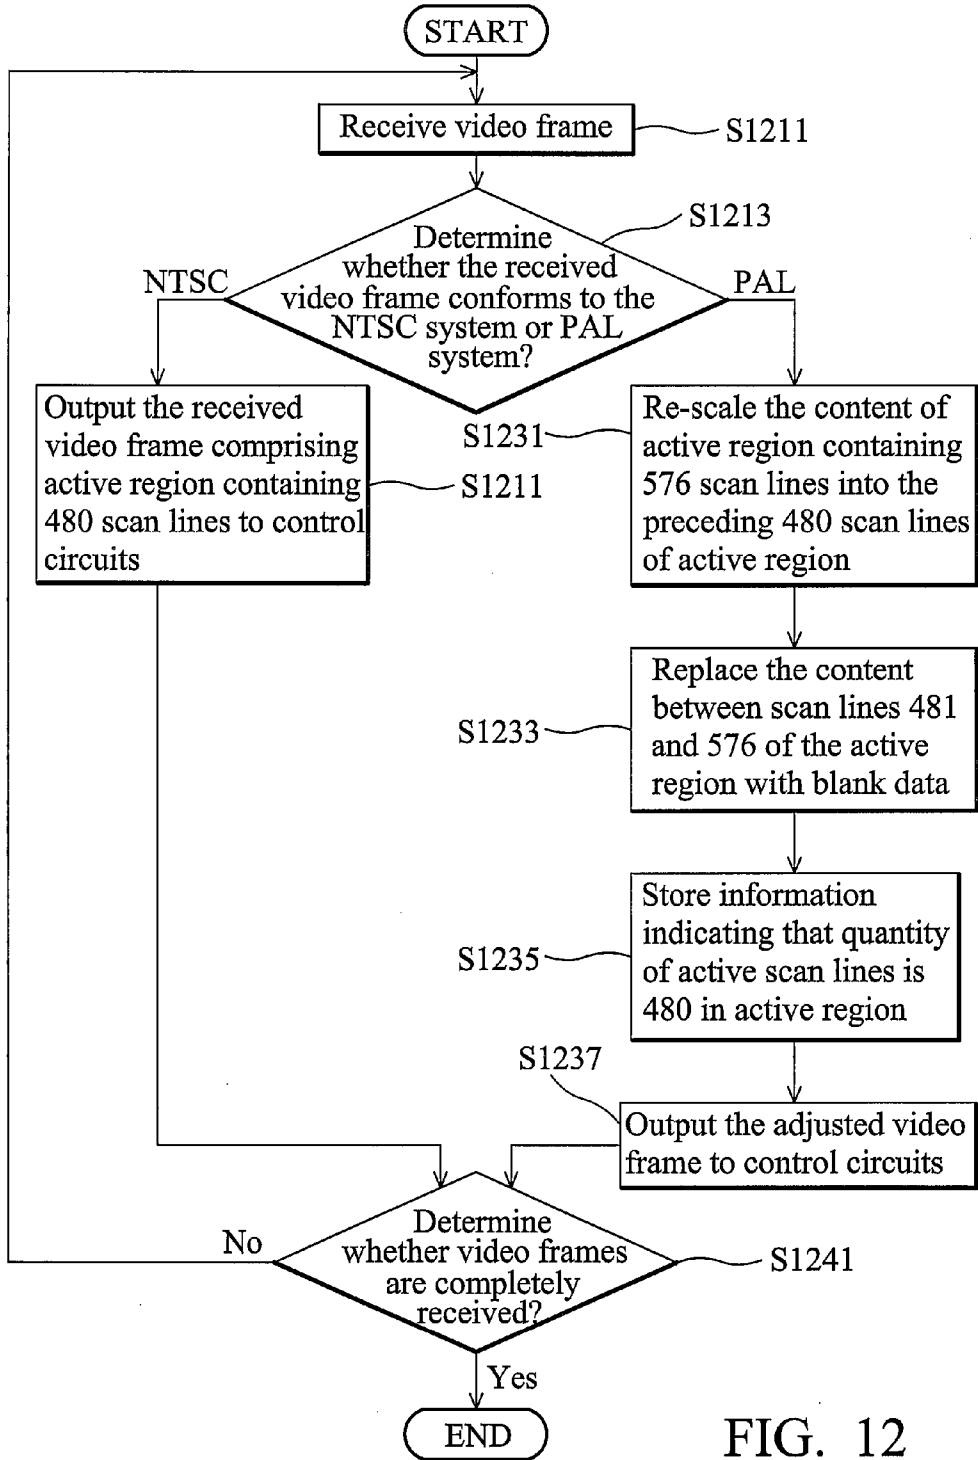 START
Receive video frame
S1211
Determine
whether the received
video frame conforms to the
NTSC system or PAL
system?
S1213
NTSC
PAL
Output the received
video frame comprising
active region containing
480 scan lines to control
circuits
S1211
S1231
Re-scale the content of
active region containing
576 scan lines into the
preceding 480 scan lines
of active region
S1233
Replace the content
between scan lines 481
and 576 of the active
region with blank data
S1235
Store information
indicating that quantity
of active scan lines is
480 in active region
S1237
Output the adjusted video
frame to control circuits
Determine
whether video frames
are completely
received?
S1241
No
Yes
END
FIG. 12